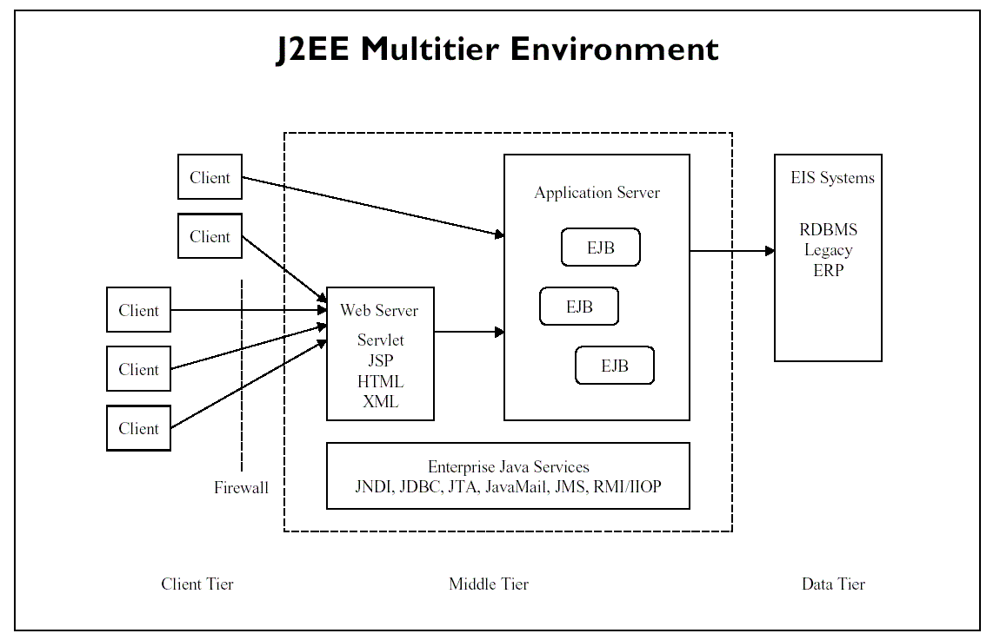 J2EE Multitier Environment
Client
Client
Client
Client
Client
Firewall
Web Server
Servlet
JSP
HTML
XML
Application Server
EJB
EJB
EJB
Enterprise Java Services
JNDI, JDBC, JTA, JavaMail, JMS, RMI/IIOP
EIS Systems
RDBMS
Legacy
ERP
Client Tier
Middle Tier
Data Tier